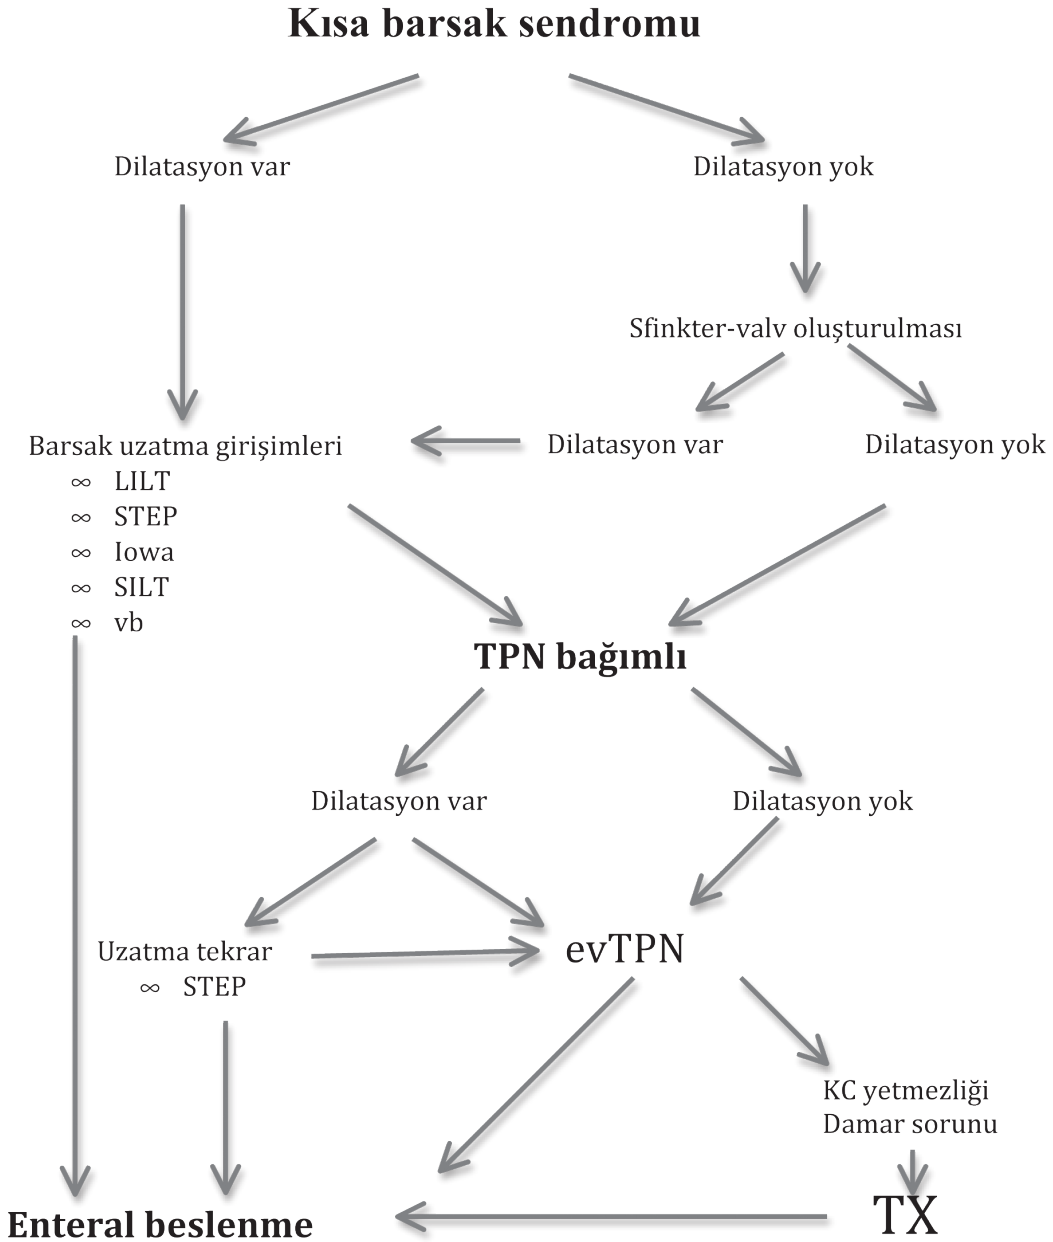 Kısa barsak sendromu
Dilatasyon var
Dilatasyon yok
Sfinkter-valv oluşturulması
Barsak uzatma girişimleri
Dilatasyon var
Dilatasyon yok
∞ LILT
∞ STEP
∞ Iowa
∞ SILT
∞ vb
TPN bağımlı
Dilatasyon var
Dilatasyon yok
Uzatma tekrar
∞ STEP
evTPN
KC yetmezliği
Damar sorunu
Enteral beslenme
TX